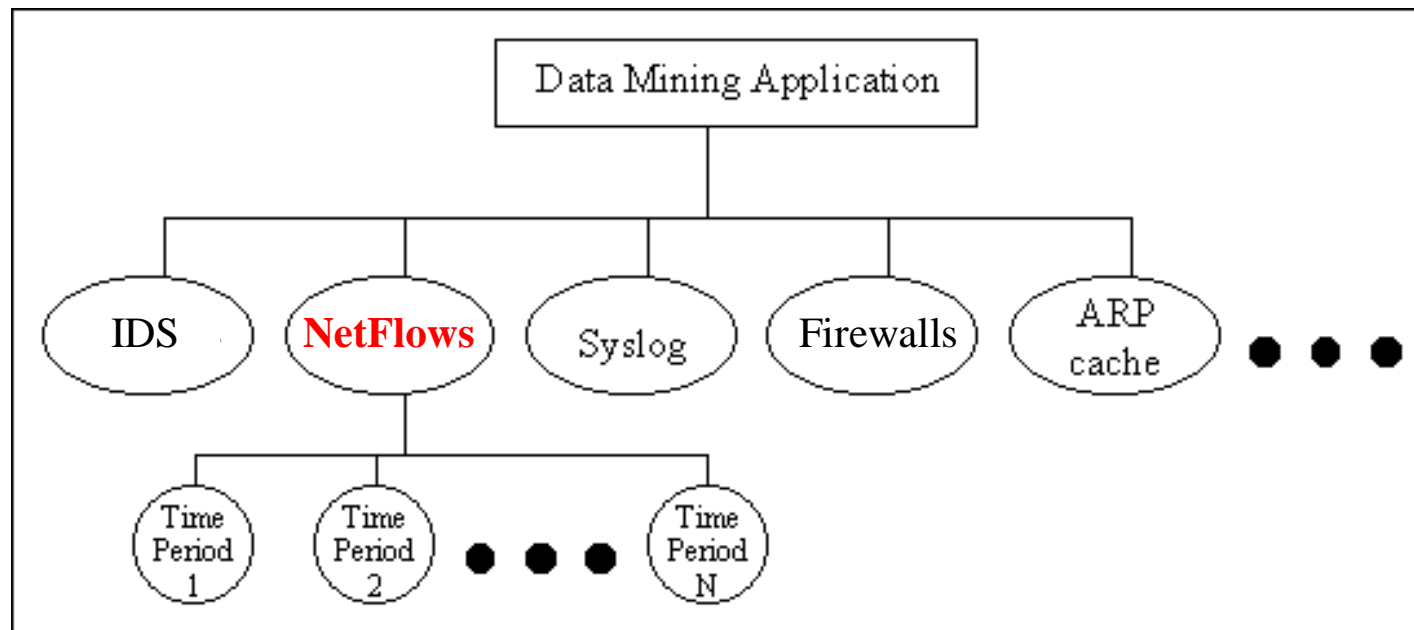 Data Mining Application
IDS
NetFlows
Syslog
Firewalls
ARP
cache
Time
Period
1
Time
Period
2
Time
Period
N